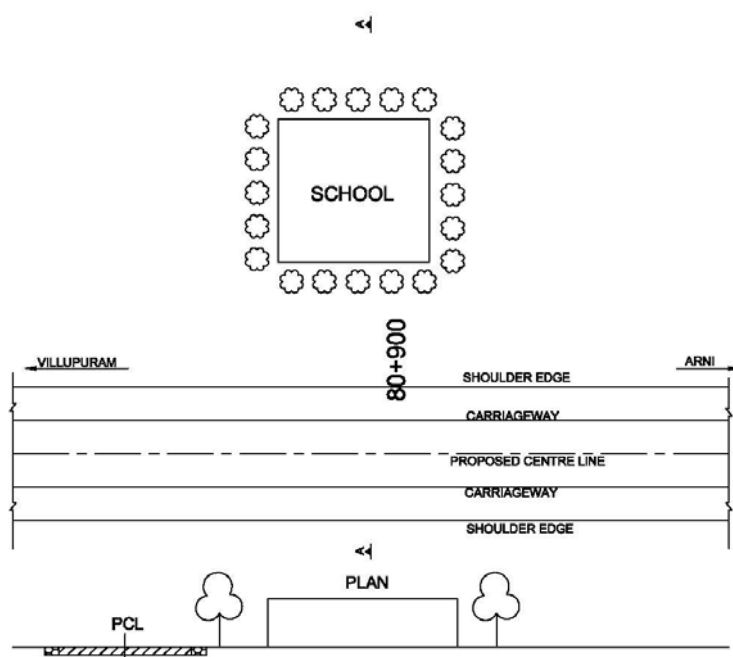 A
SCHOOL
80+900
VILLUPURAM
ARNI
SHOULDER EDGE
CARRIAGEWAY
PROPOSED CENTRE LINE
CARRIAGEWAY
SHOULDER EDGE
A
PLAN
PCL